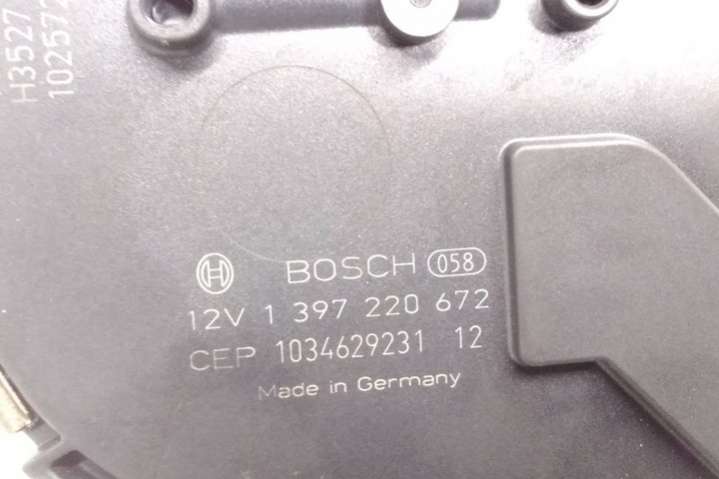 H3527
102572
BOSCH 058
12V 1 397 220 672
CEP 1034629231 12
Made in Germany